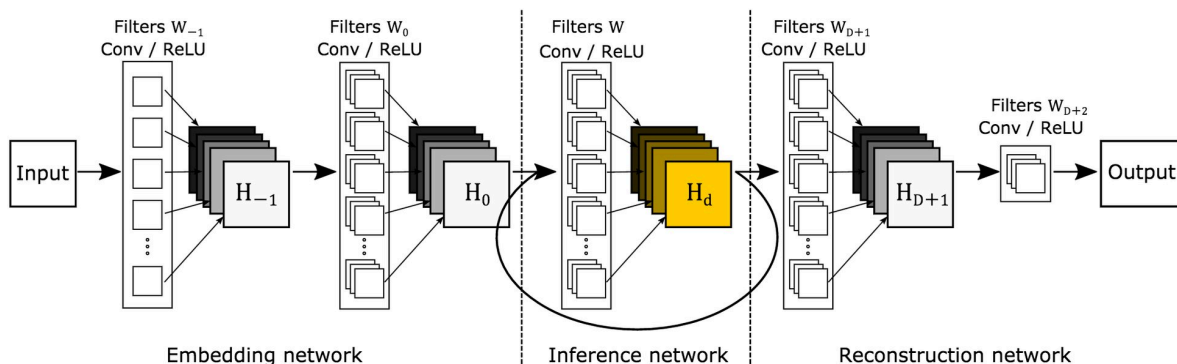 Filters W₋₁
Conv / ReLU
Filters W₀
Conv / ReLU
Filters W
Conv / ReLU
Filters W_D+1
Conv / ReLU
Filters W_D+2
Conv / ReLU
Input
H₋₁
H₀
H_d
H_D+1
Output
Embedding network
Inference network
Reconstruction network